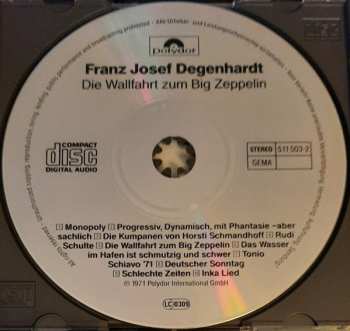 Polydor
Franz Josef Degenhardt
Die Wallfahrt zum Big Zeppelin
COMPACT
disc
DIGITAL AUDIO
STEREO 511 503-2
GEMA
1 Monopoly 2 Progressiv, Dynamisch, mit Phantasie –aber
sachlich 3 Die Kumpanen von Horsti Schmandhoff 4 Rudi
Schulte 5 Die Wallfahrt zum Big Zeppelin 6 Das Wasser
im Hafen ist schmutzig und schwer 7 Tonio
Schiavo '71 8 Deutscher Sonntag
9 Schlechte Zeiten 10 Inka Lied
LC 0309
℗ 1971 Polydor International GmbH